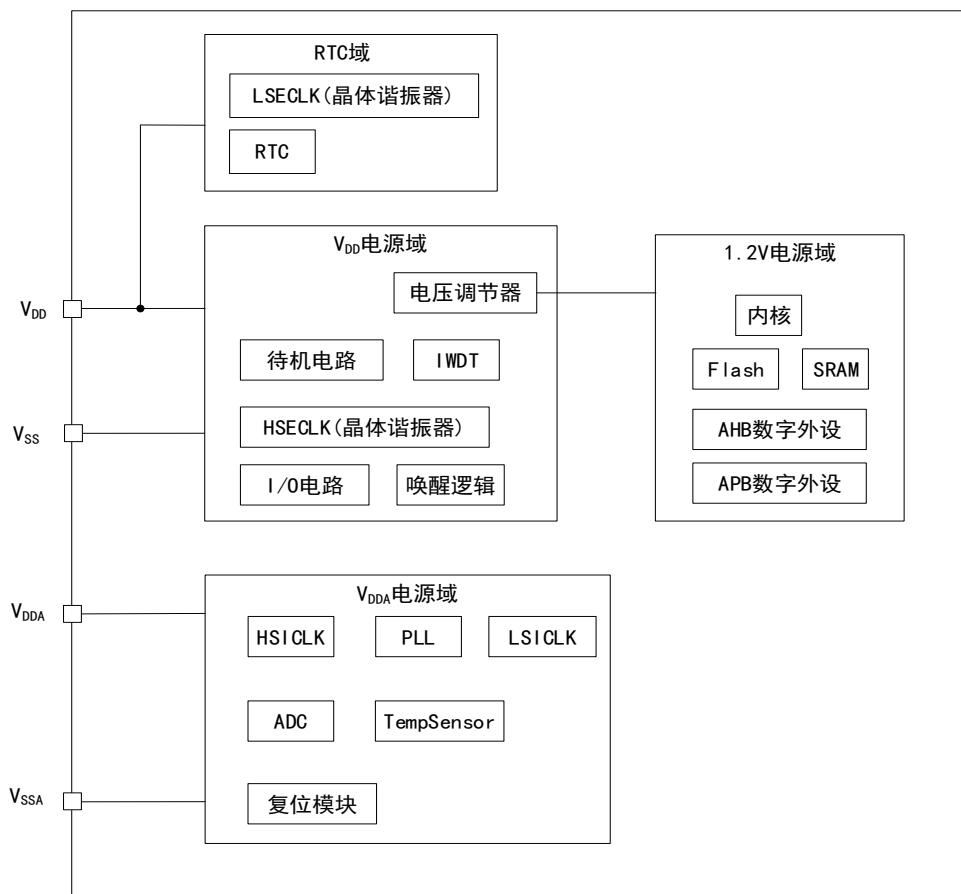 RTC域
LSECLK(晶体谐振器)
RTC
VDD电源域
电压调节器
待机电路
IWDT
HSECLK(晶体谐振器)
I/O电路
唤醒逻辑
1.2V电源域
内核
Flash
SRAM
AHB数字外设
APB数字外设
VDD
VSS
VDDA电源域
HSICLK
PLL
LSICLK
ADC
TempSensor
复位模块
VDDA
VSSA